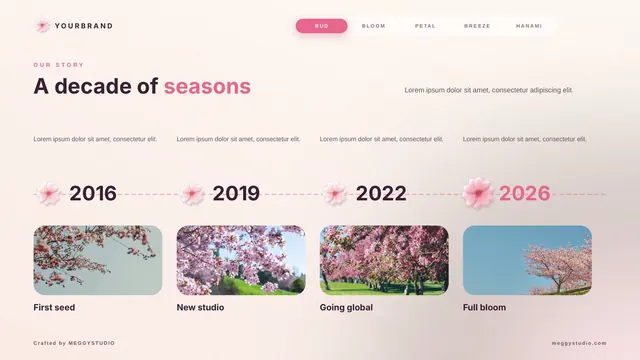 YOURBRAND
BUD
BLOOM
PETAL
BREEZE
HANAMI
OUR STORY
A decade of seasons
Lorem ipsum dolor sit amet, consectetur adipiscing elit.
Lorem ipsum dolor sit amet, consectetur elit.
Lorem ipsum dolor sit amet, consectetur elit.
Lorem ipsum dolor sit amet, consectetur elit.
Lorem ipsum dolor sit amet, consectetur elit.
2016
2019
2022
2026
First seed
New studio
Going global
Full bloom
Crafted by MEGGYSTUDIO
meggystudio.com